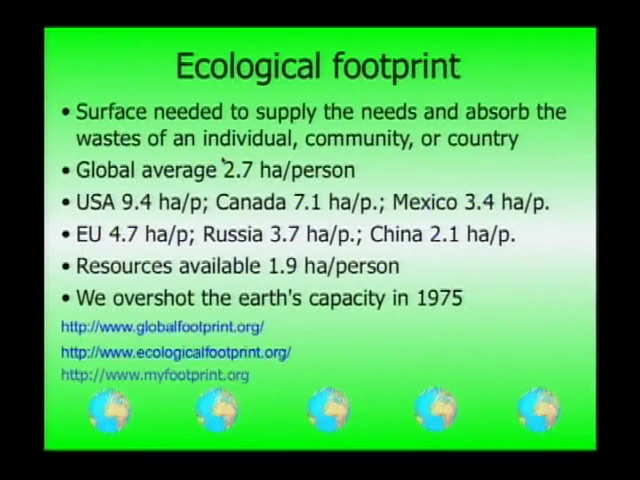 Ecological footprint
• Surface needed to supply the needs and absorb the
wastes of an individual, community, or country
• Global average 2.7 ha/person
• USA 9.4 ha/p; Canada 7.1 ha/p.; Mexico 3.4 ha/p.
• EU 4.7 ha/p; Russia 3.7 ha/p.; China 2.1 ha/p.
• Resources available 1.9 ha/person
• We overshot the earth's capacity in 1975
http://www.globalfootprint.org/
http://www.ecologicalfootprint.org/
http://www.myfootprint.org